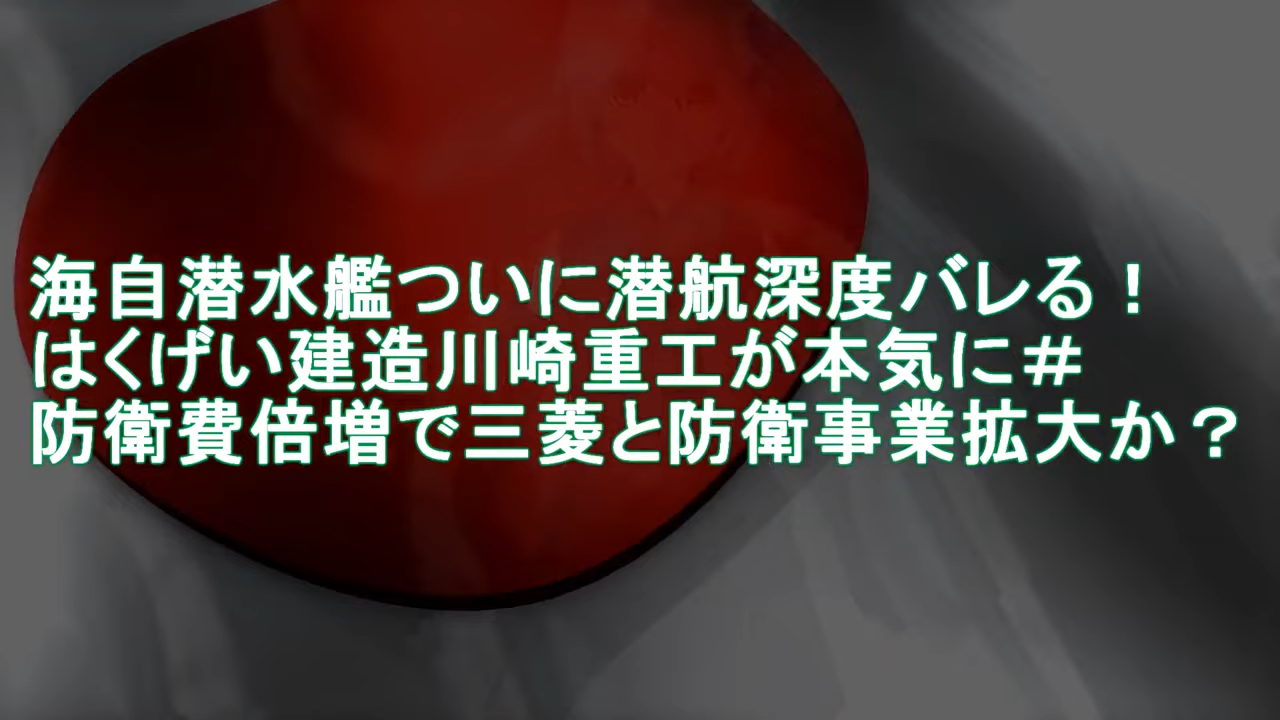 海自潜水艦ついに潜航深度バレる！
はくげい建造川崎重工が本気に＃
防衛費倍増で三菱と防衛事業拡大か？